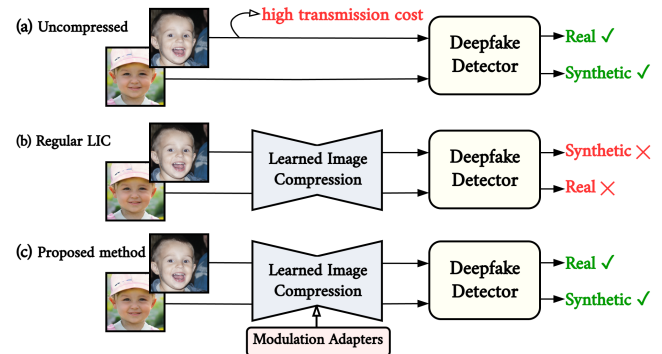 (a) Uncompressed
high transmission cost
Deepfake
Detector
Real ✓
Synthetic ✓
(b) Regular LIC
Learned Image
Compression
Deepfake
Detector
Synthetic ✕
Real ✕
(c) Proposed method
Learned Image
Compression
Modulation Adapters
Deepfake
Detector
Real ✓
Synthetic ✓